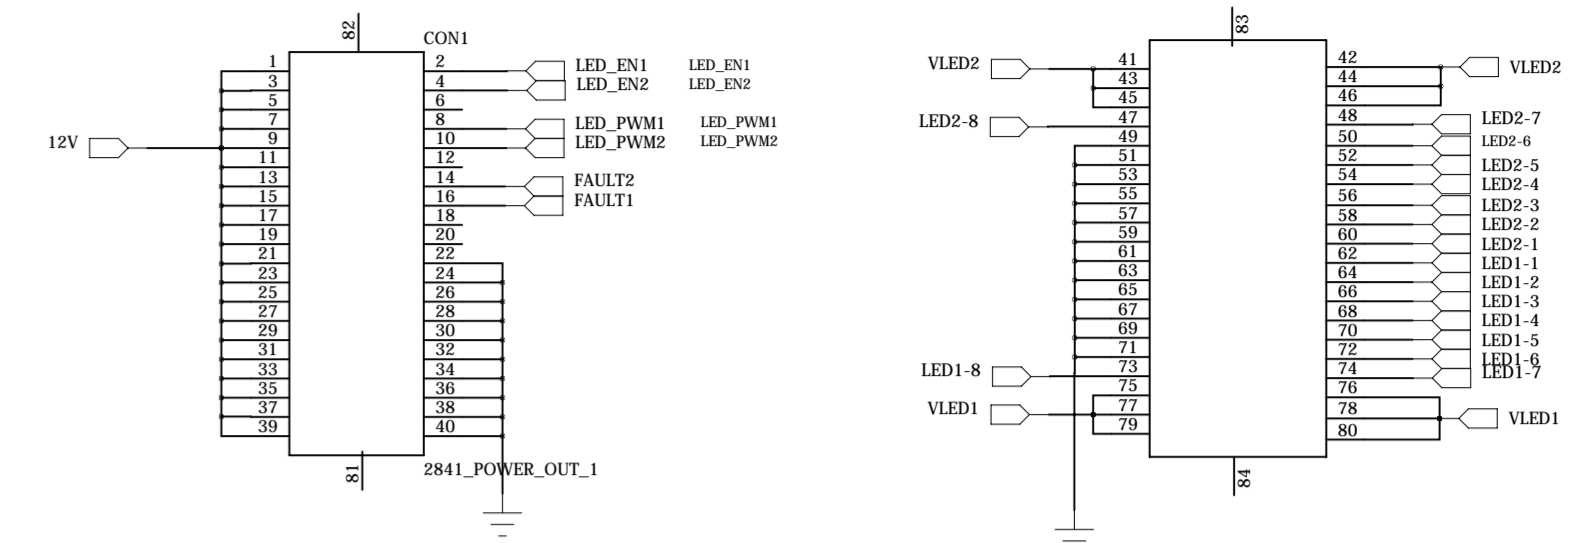 82
CON1
1 2 LED_EN1 LED_EN1
3 4 LED_EN2 LED_EN2
5 6
7 8 LED_PWM1 LED_PWM1
12V 9 10 LED_PWM2 LED_PWM2
11 12
13 14 FAULT2
15 16 FAULT1
17 18
19 20
21 22
23 24
25 26
27 28
29 30
31 32
33 34
35 36
37 38
39 40
81
2841_POWER_OUT_1
83
VLED2 41 42 VLED2
43 44
45 46
LED2-8 47 48 LED2-7
49 50 LED2-6
51 52 LED2-5
53 54 LED2-4
55 56 LED2-3
57 58 LED2-2
59 60 LED2-1
61 62 LED1-1
63 64 LED1-2
65 66 LED1-3
67 68 LED1-4
69 70 LED1-5
71 72 LED1-6
LED1-8 73 74 LED1-7
75 76
VLED1 77 78 VLED1
79 80
84